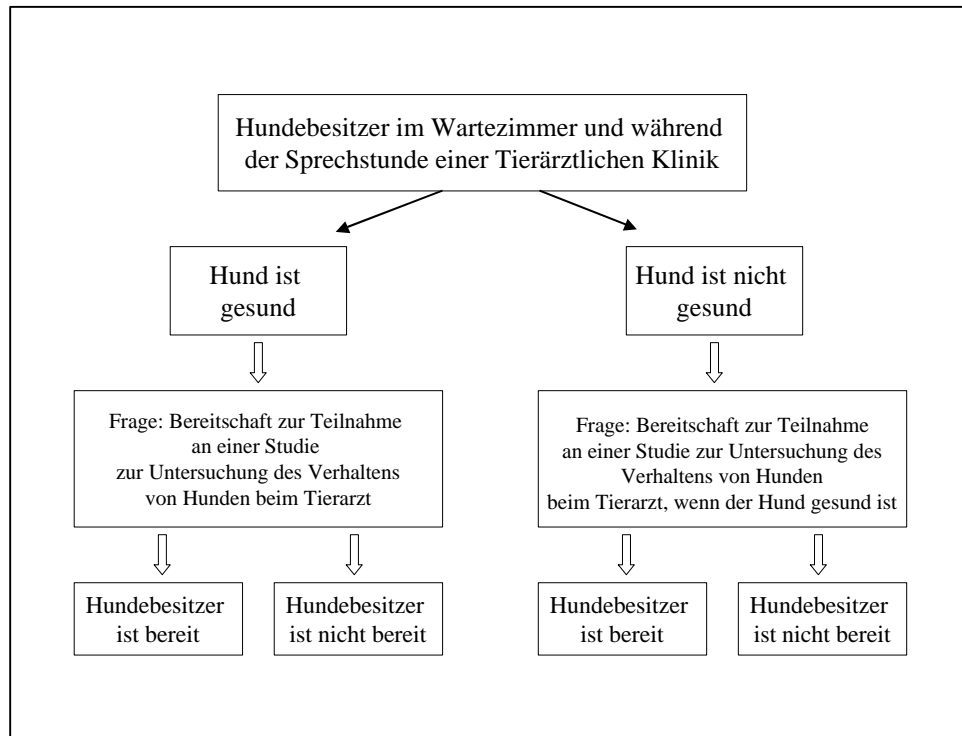 Hundebesitzer im Wartezimmer und während
der Sprechstunde einer Tierärztlichen Klinik
Hund ist
gesund
Hund ist nicht
gesund
Frage: Bereitschaft zur Teilnahme
an einer Studie
zur Untersuchung des Verhaltens
von Hunden beim Tierarzt
Frage: Bereitschaft zur Teilnahme
an einer Studie zur Untersuchung des
Verhaltens von Hunden
beim Tierarzt, wenn der Hund gesund ist
Hundebesitzer
ist bereit
Hundebesitzer
ist nicht bereit
Hundebesitzer
ist bereit
Hundebesitzer
ist nicht bereit